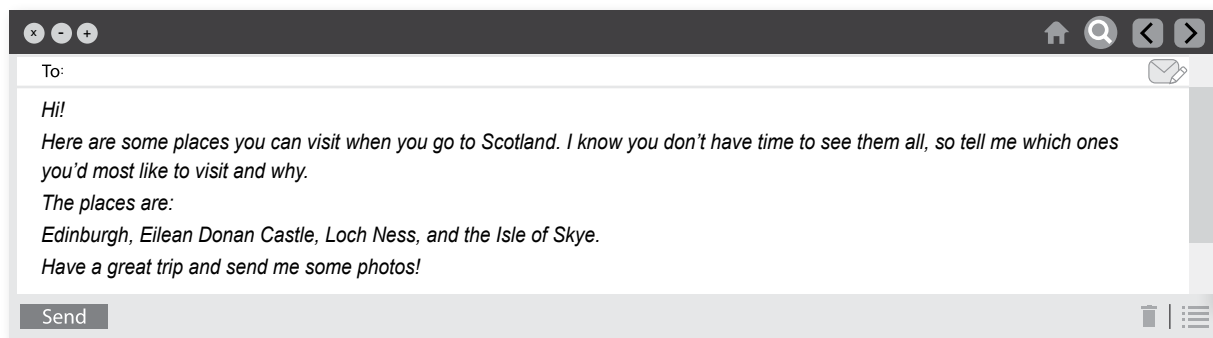 x - +
To:
Hi!
Here are some places you can visit when you go to Scotland. I know you don't have time to see them all, so tell me which ones
you'd most like to visit and why.
The places are:
Edinburgh, Eilean Donan Castle, Loch Ness, and the Isle of Skye.
Have a great trip and send me some photos!
Send